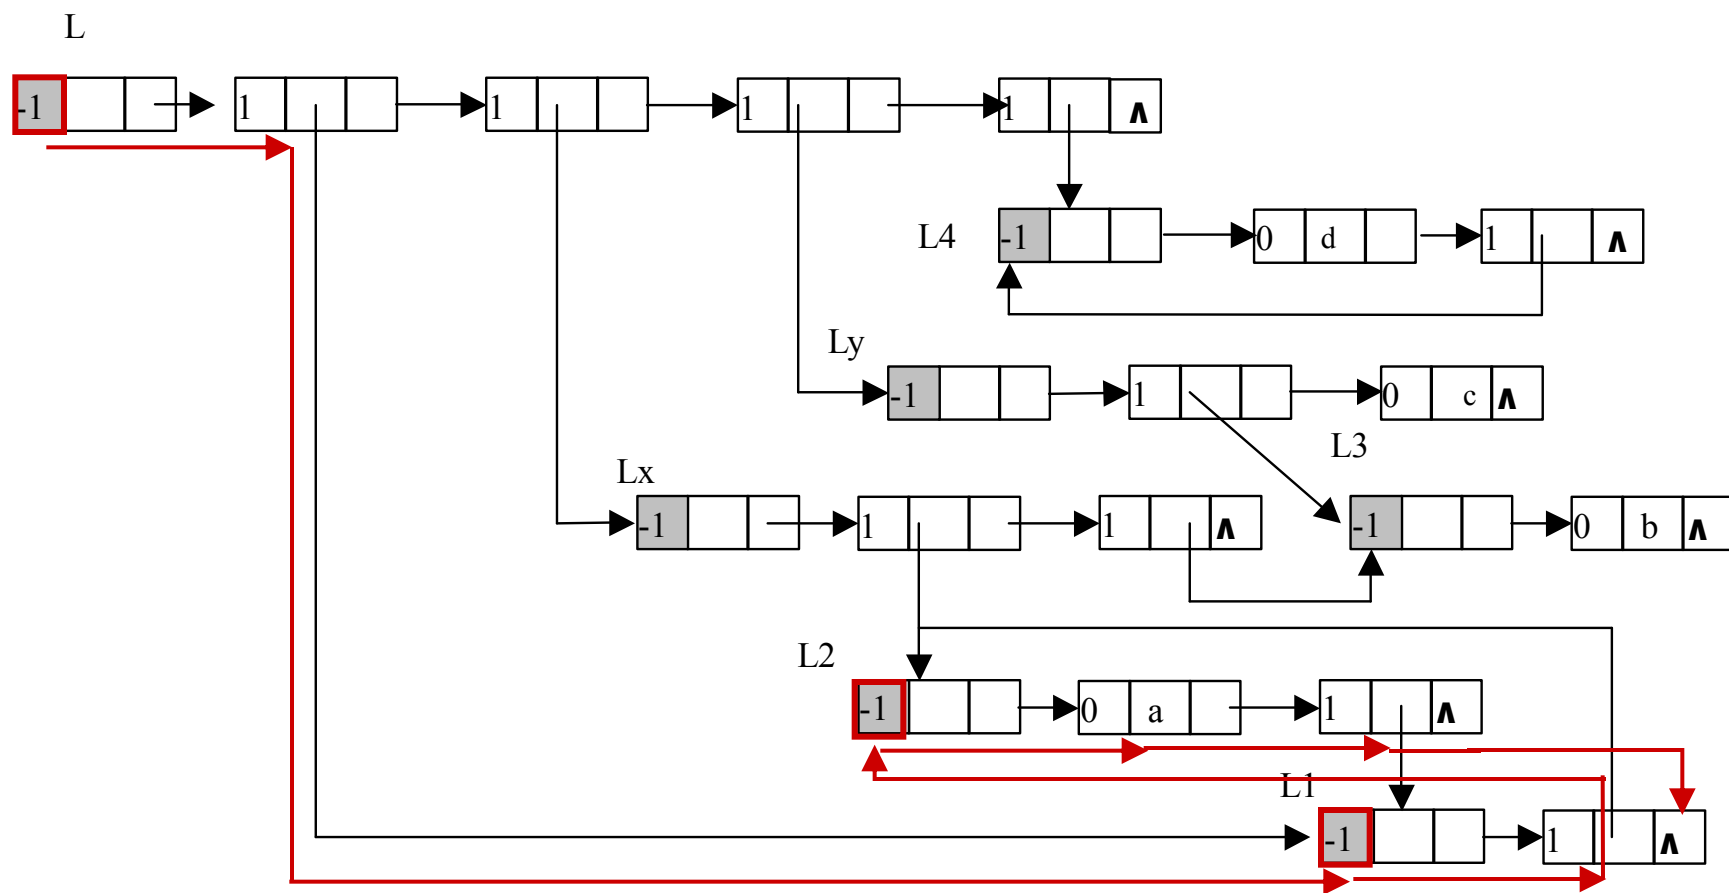 L
-1 1 1 1 1 ∧
L4 -1 0 d 1 ∧
Ly
-1 1 0 c ∧
L3
Lx
-1 1 1 ∧ -1 0 b ∧
L2
-1 0 a 1 ∧
L1
-1 1 ∧